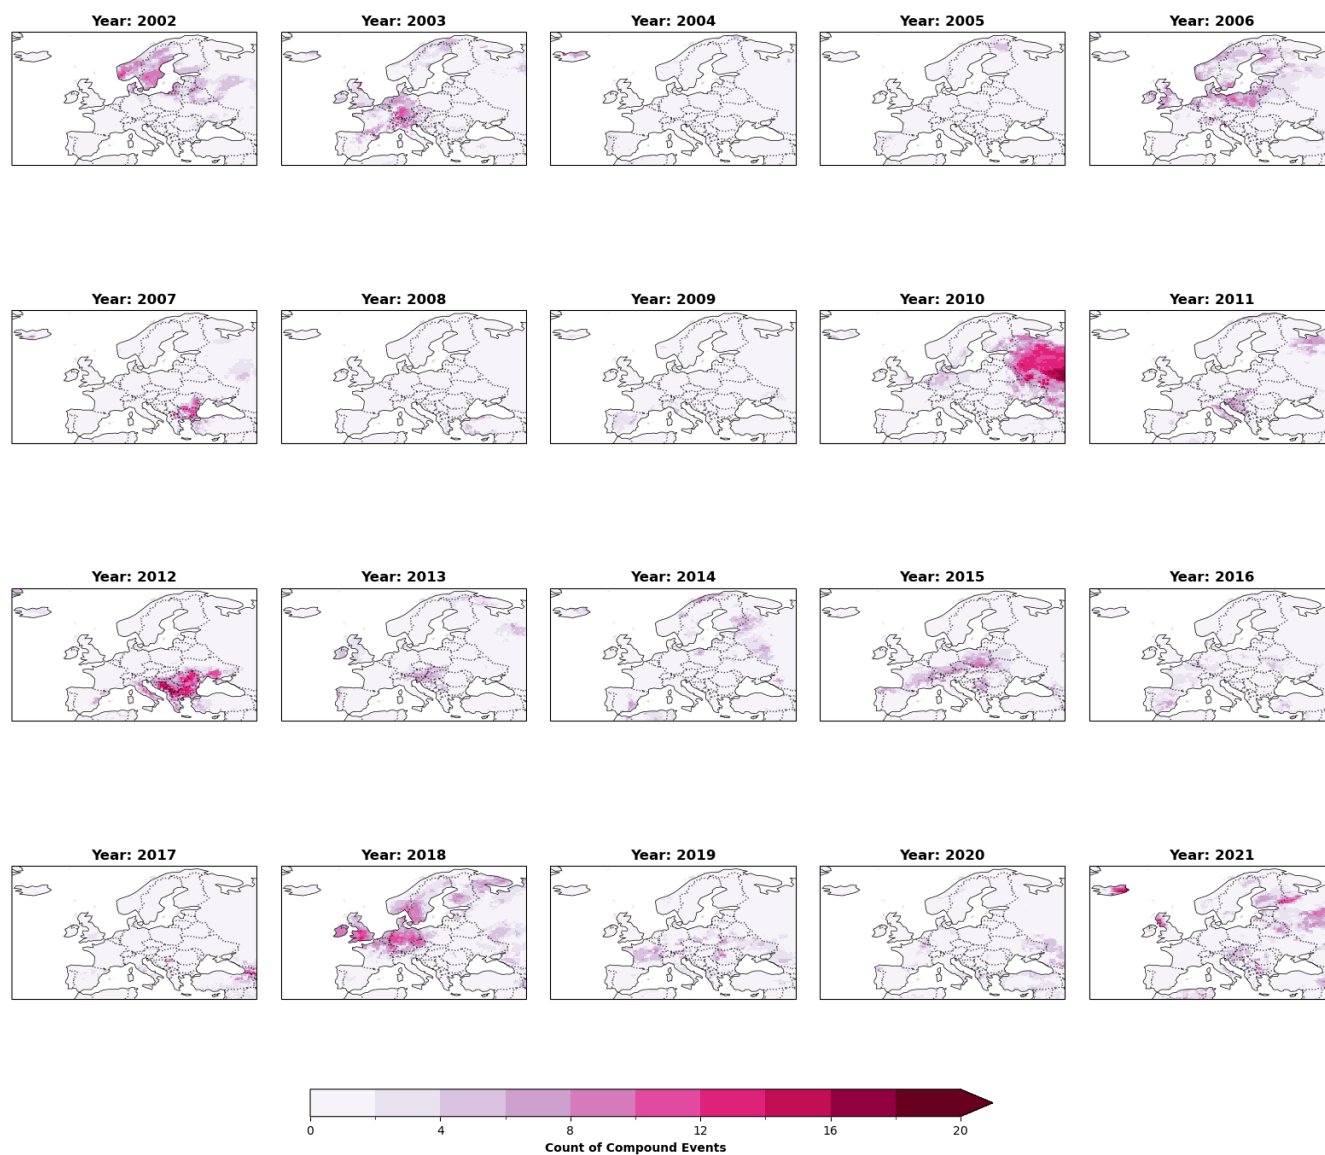 Year: 2002
Year: 2003
Year: 2004
Year: 2005
Year: 2006
Year: 2007
Year: 2008
Year: 2009
Year: 2010
Year: 2011
Year: 2012
Year: 2013
Year: 2014
Year: 2015
Year: 2016
Year: 2017
Year: 2018
Year: 2019
Year: 2020
Year: 2021
0 4 8 12 16 20
Count of Compound Events